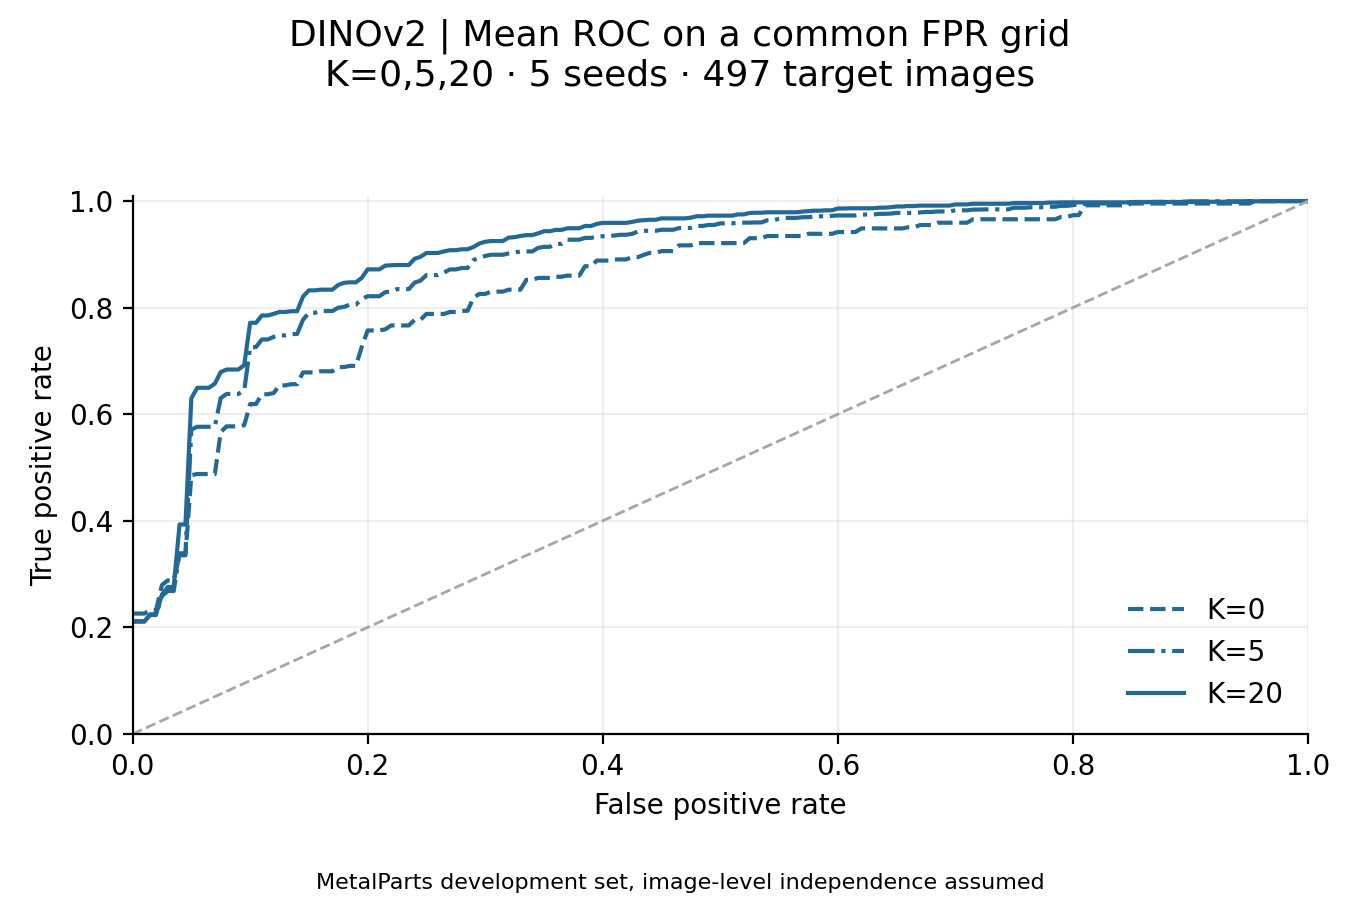 DINOv2 | Mean ROC on a common FPR grid
K=0,5,20 · 5 seeds · 497 target images
1.0
0.8
0.6
0.4
0.2
0.0
True positive rate
K=0
K=5
K=20
0.0 0.2 0.4 0.6 0.8 1.0
False positive rate
MetalParts development set, image-level independence assumed